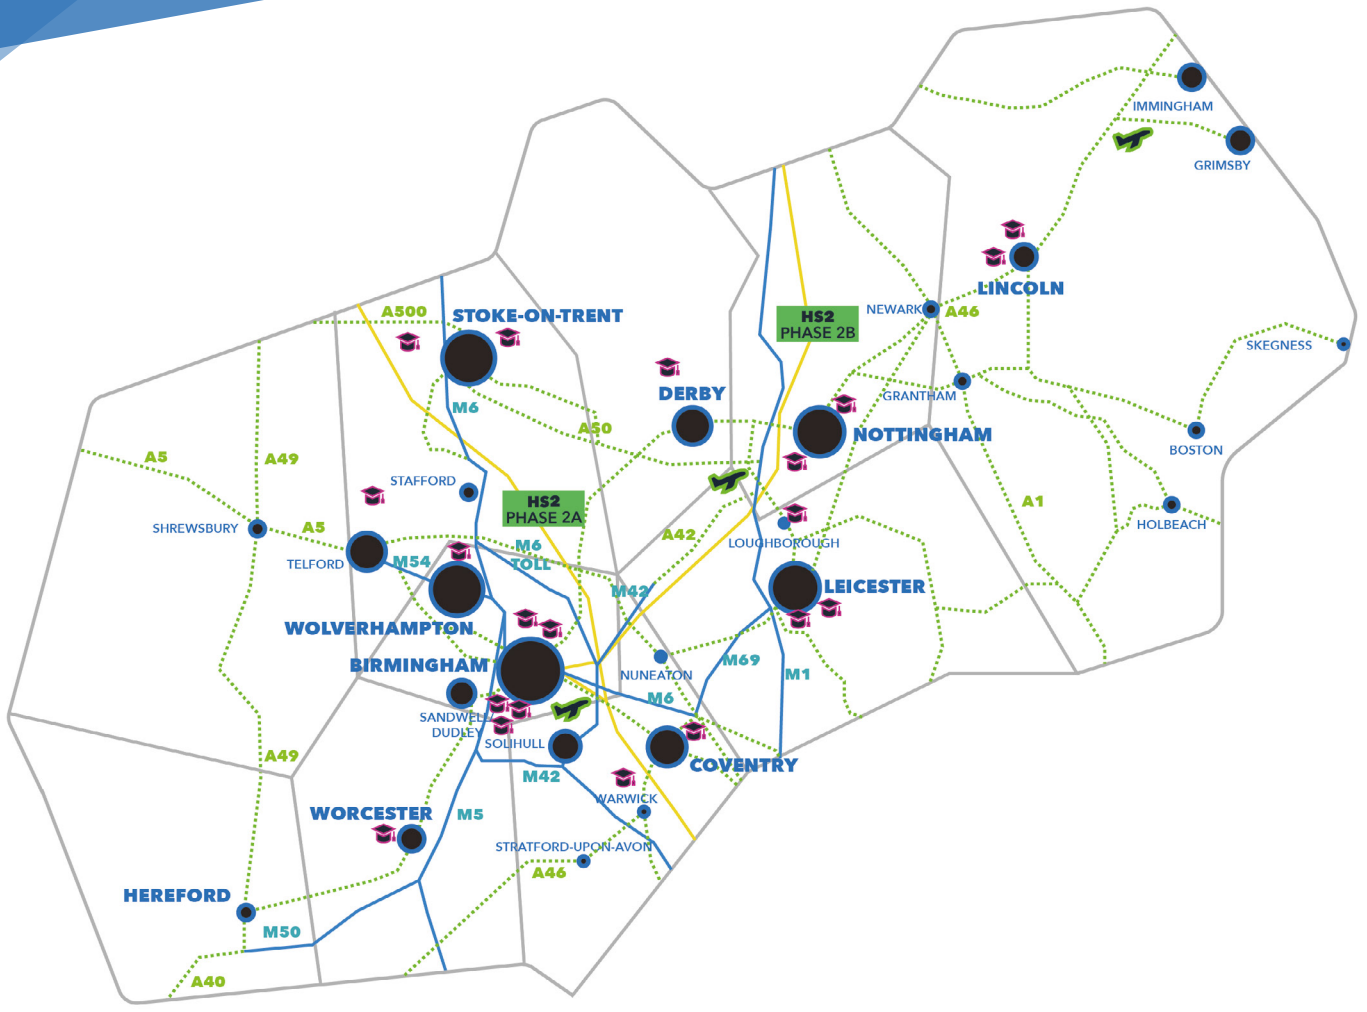 IMMINGHAM
GRIMSBY
LINCOLN
NEWARK
A46
A500
STOKE-ON-TRENT
HS2
PHASE 2B
SKEGNESS
DERBY
GRANTHAM
M6
A50
NOTTINGHAM
BOSTON
A5
A49
STAFFORD
HS2
PHASE 2A
A1
HOLBEACH
SHREWSBURY
A5
A42
LOUGHBOROUGH
TELFORD
M54
M6
TOLL
M42
LEICESTER
WOLVERHAMPTON
BIRMINGHAM
M69
M1
NUNEATON
M6
SANDWELL/
DUDLEY
SOLIHULL
A49
M42
COVENTRY
WARWICK
WORCESTER
M5
STRATFORD-UPON-AVON
A46
HEREFORD
M50
A40